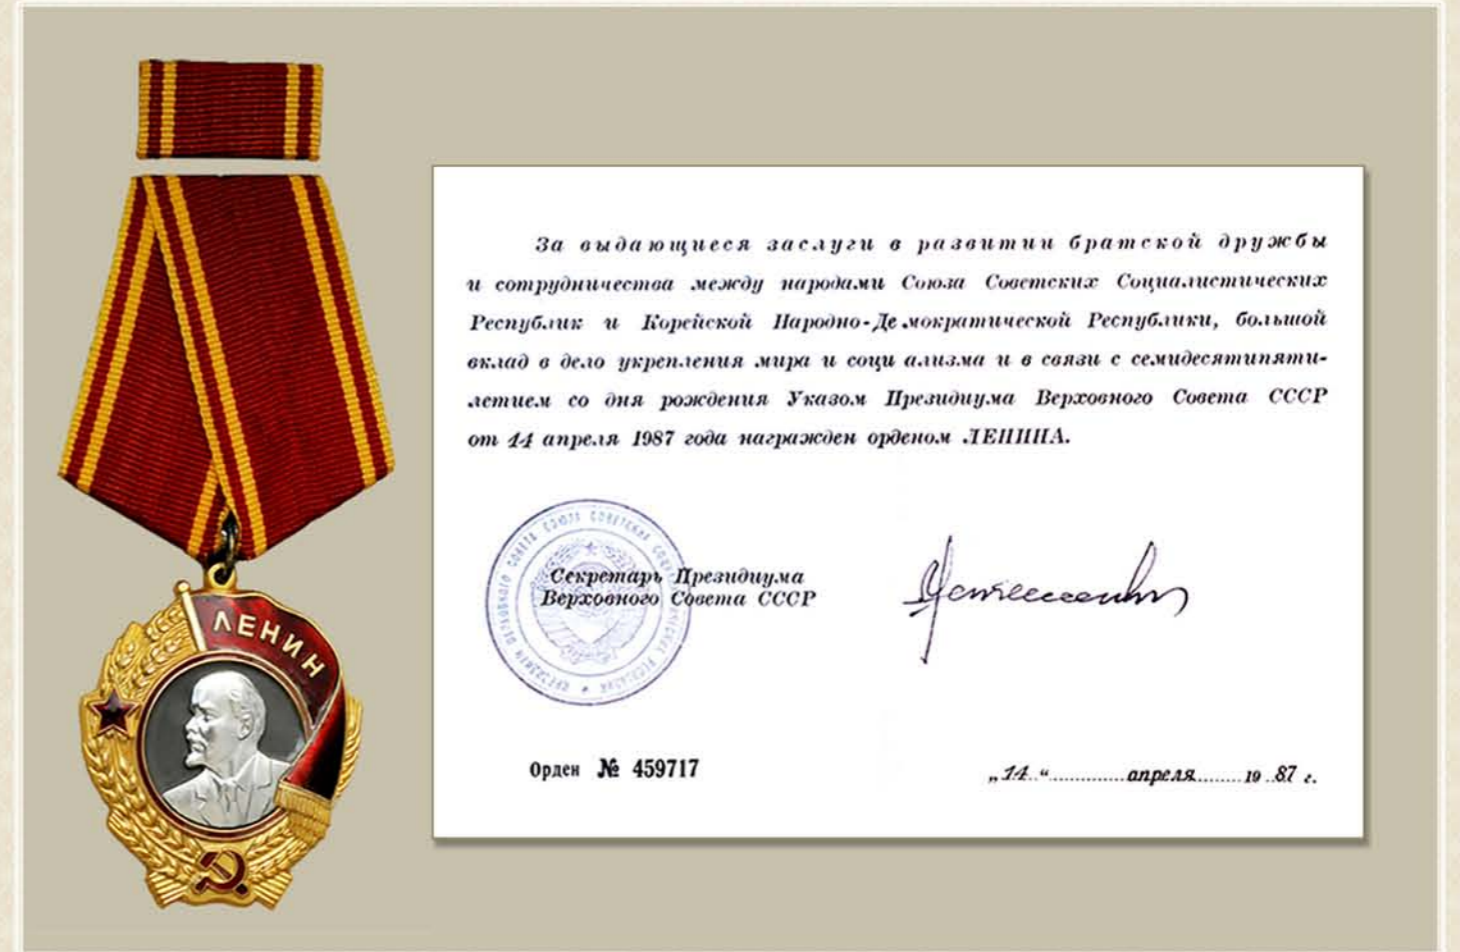 ЛЕНИН
За выдающиеся заслуги в развитии братской дружбы
и сотрудничества между народами Союза Советских Социалистических
Республик и Корейской Народно-Демократической Республики, большой
вклад в дело укрепления мира и социализма и в связи с семидесятипяти-
летием со дня рождения Указом Президиума Верховного Совета СССР
от 14 апреля 1987 года награжден орденом ЛЕНИНА.
Секретарь Президиума
Верховного Совета СССР
Орден № 459717
„14“ апреля 1987 г.